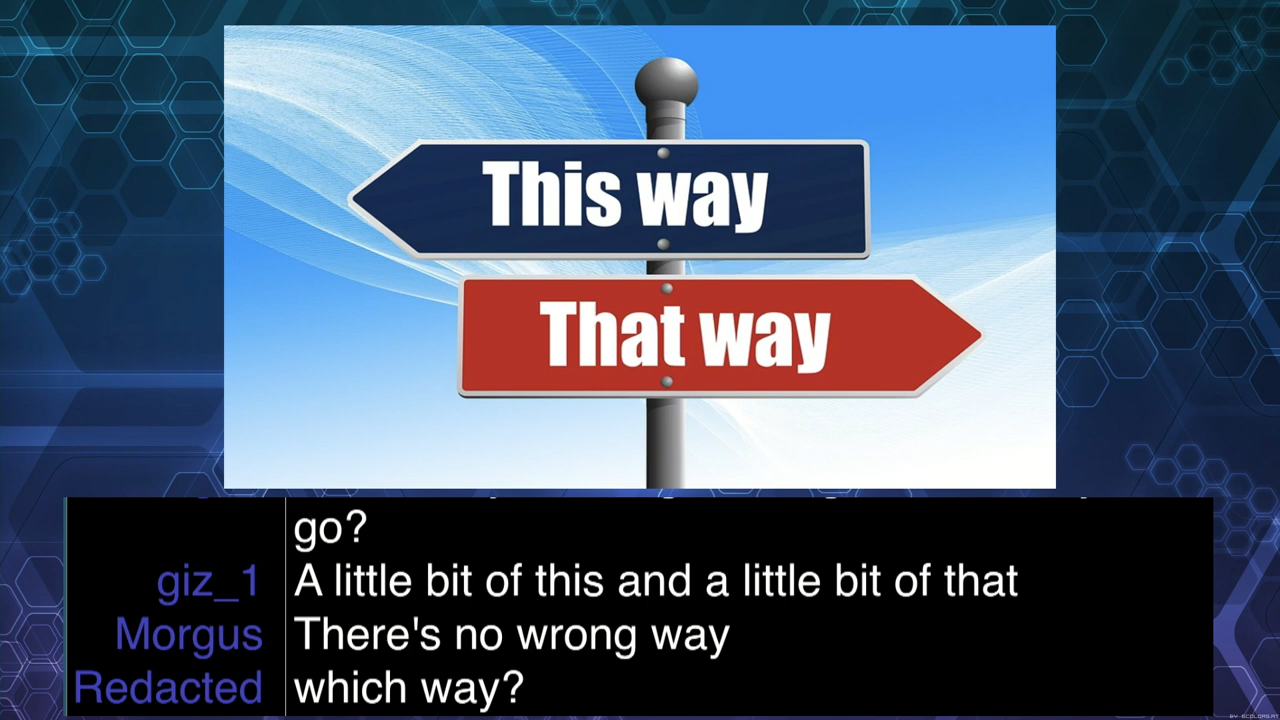 This way
That way
go?
giz_1 A little bit of this and a little bit of that
Morgus There's no wrong way
Redacted which way?